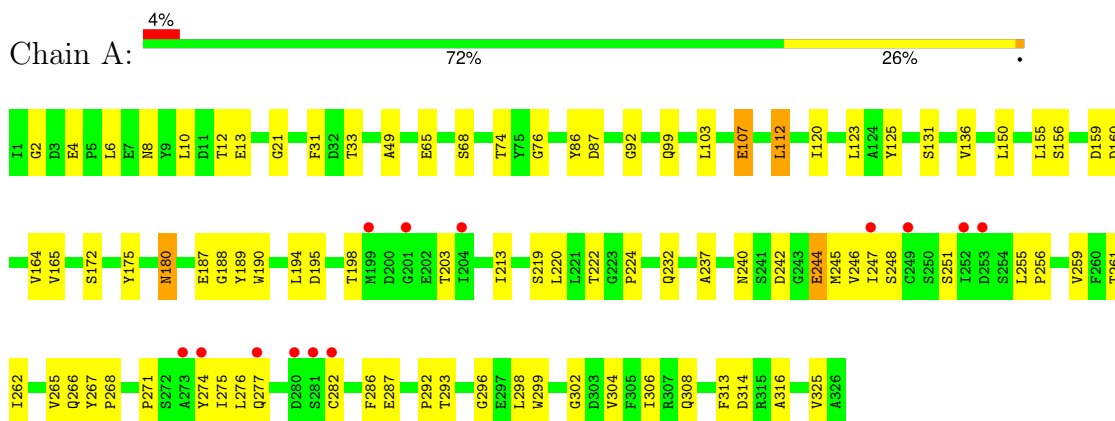 4%
Chain A:
72% 26% •
I1 G2 D3 E4 P5 L6 E7 N8 Y9 L10 D11 T12 E13 G21 F31 D32 T33 A49 E65 S68 T74 Y75 G76 Y86 D87 G92 Q99 L103 E107 L112 I120 L123 A124 Y125 S131 V136 L150 L155 S156 D159 D160
V164 V165 S172 Y175 N180 E187 G188 Y189 W190 L194 D195 T198 M199 D200 G201 E202 T203 I204 I213 S219 L220 L221 T222 G223 P224 Q232 A237 N240 S241 D242 G243 E244 M245 V246 I247 S248 C249 S250 S251 I252 D253 S254 L255 P256 V259 F260 T261
I262 V265 Q266 Y267 P268 P271 S272 A273 Y274 I275 L276 Q277 D280 S281 C282 F286 E287 P292 T293 G296 E297 L298 W299 G302 D303 V304 F305 I306 R307 Q308 F313 D314 R315 A316 V325 A326